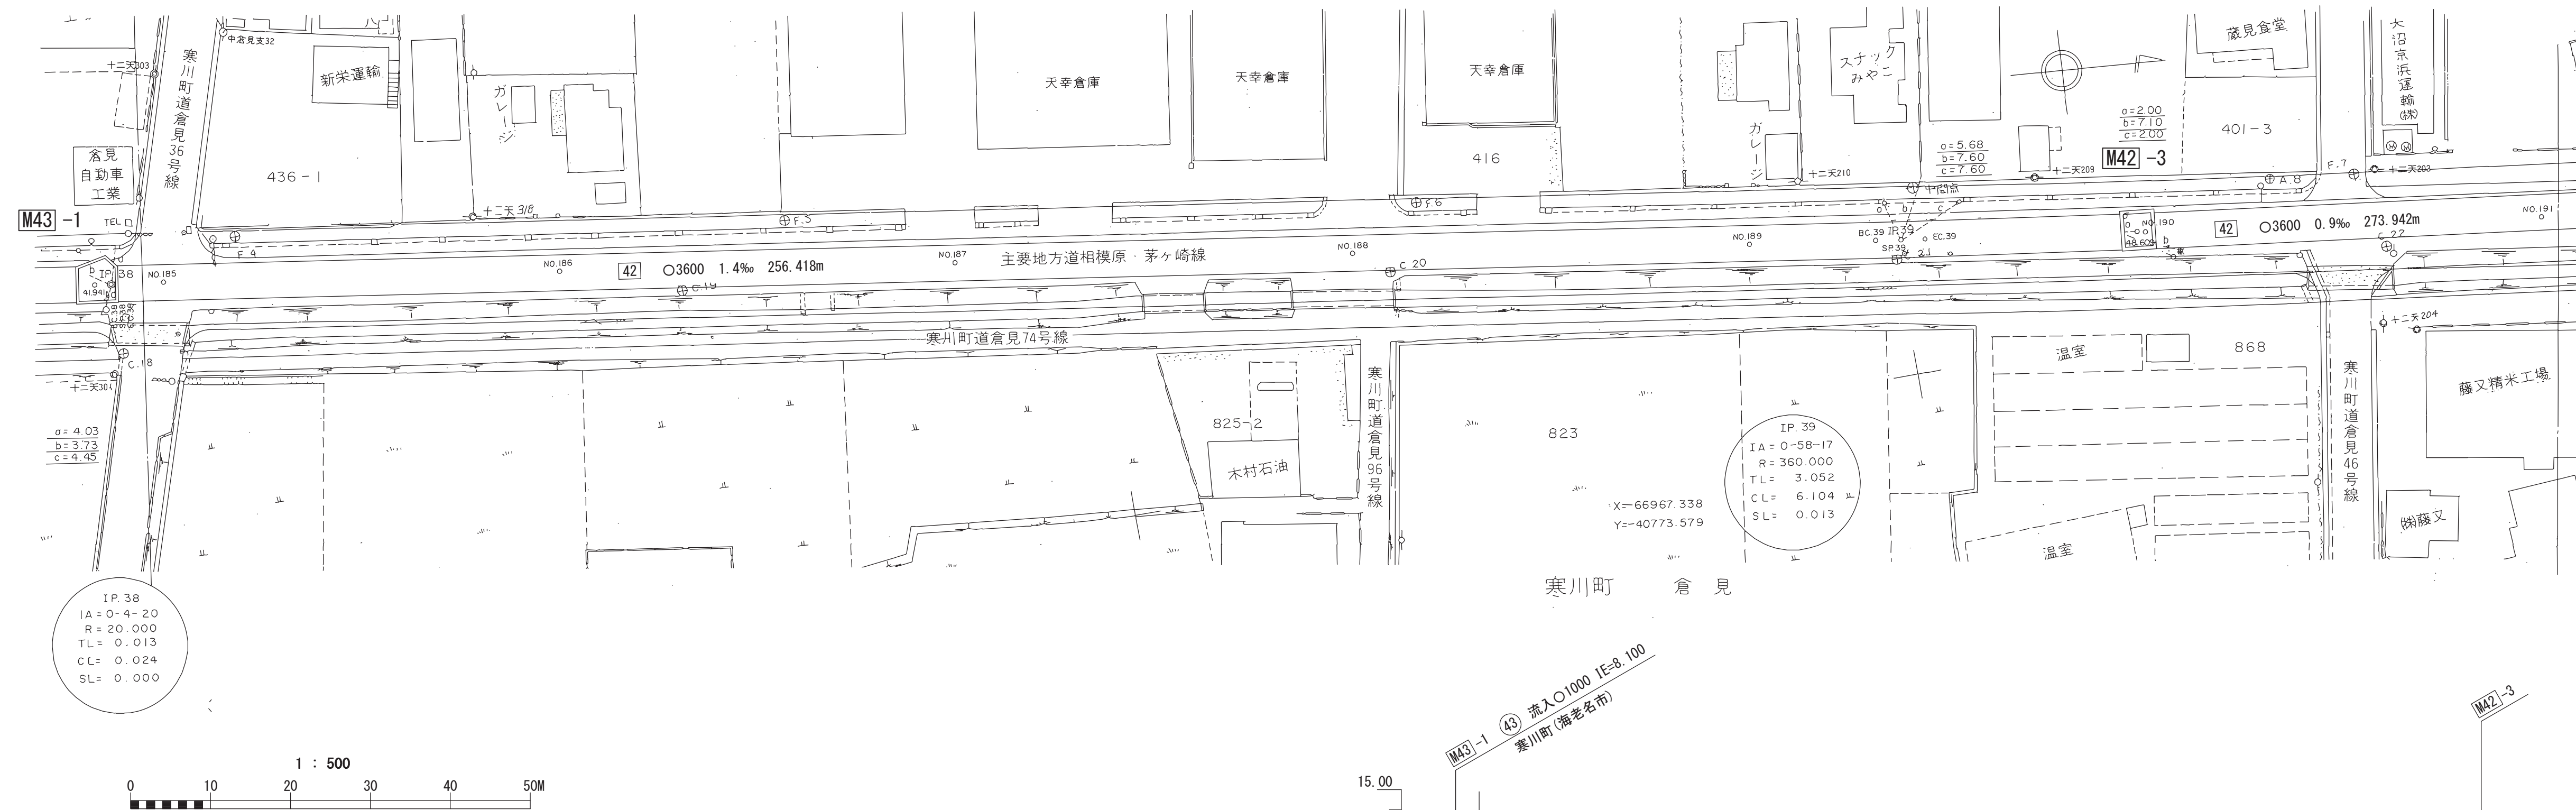 中倉見支32
十二天303
寒川町道倉見36号線
新栄運輸
ガレージ
天幸倉庫
天幸倉庫
天幸倉庫
スナック
みやこ
ガレージ
蔵見食堂
大沼京浜運輸(株)
倉見
自動車
工業
436-1
416
401-3
a=5.68
b=7.60
c=7.60
a=2.00
b=7.10
c=2.00
M42 -3
M43 -1
TEL
十二天318
十二天210
十二天209
十二天203
中間点
F.4
F.5
F.6
F.7
A.8
a b c
BC.39 IP.39
SP.39
EC.39
IP.38
b
41.941
NO.185
NO.186
NO.187
NO.188
NO.189
NO.190
NO.191
48.609
b
42 ○3600 1.4‰ 256.418m
主要地方道相模原・茅ヶ崎線
42 ○3600 0.9‰ 273.942m
C.18
C.19
C 20
C 22
寒川町道倉見74号線
十二天301
十二天204
a=4.03
b=3.73
c=4.45
825-2
木村石油
寒川町道倉見96号線
823
X=-66967.338
Y=-40773.579
IP.39
IA=0-58-17
R=360.000
TL= 3.052
CL= 6.104
SL= 0.013
温室
868
温室
寒川町道倉見46号線
藤又精米工場
㈱藤又
寒川町 倉見
IP.38
IA=0-4-20
R=20.000
TL= 0.013
CL= 0.024
SL= 0.000
1 : 500
0 10 20 30 40 50M
M43 -1 43 流入○1000 IE=8.100
寒川町(海老名市)
15.00
M42 -3